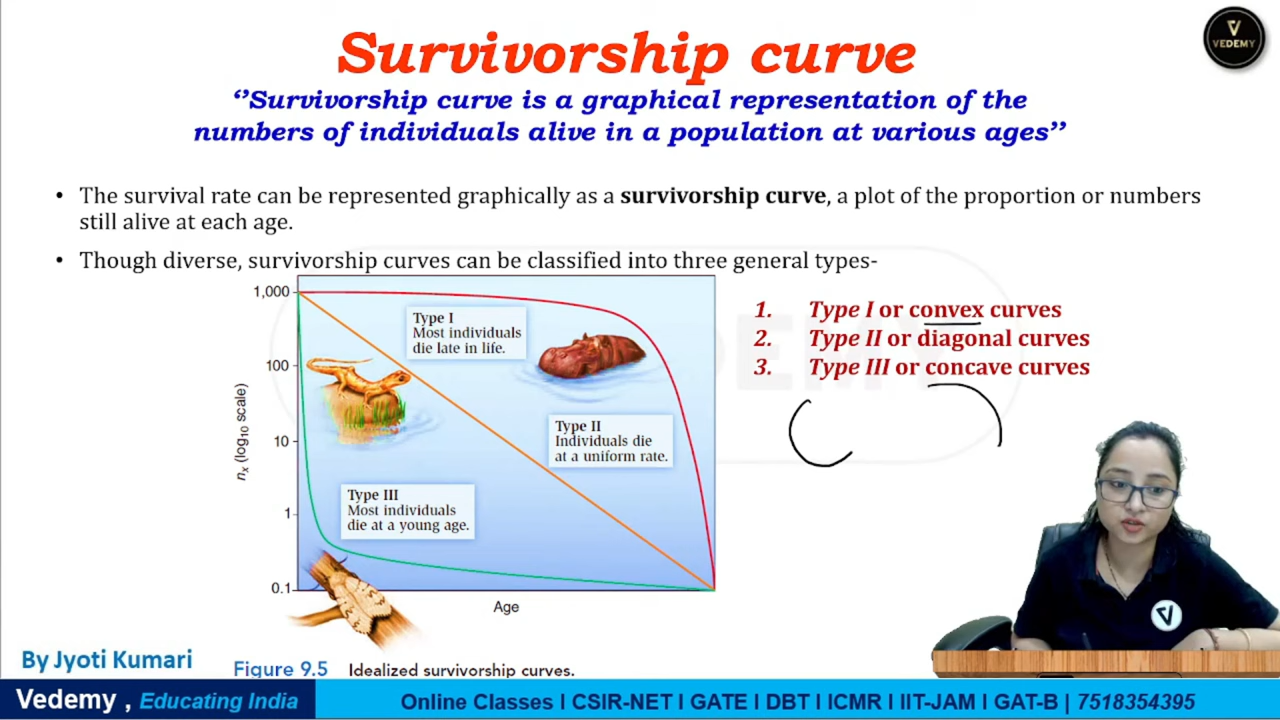 Survivorship curve
VEDEMY
‘’Survivorship curve is a graphical representation of the
numbers of individuals alive in a population at various ages’’
• The survival rate can be represented graphically as a survivorship curve, a plot of the proportion or numbers
still alive at each age.
• Though diverse, survivorship curves can be classified into three general types-
1. Type I or convex curves
2. Type II or diagonal curves
3. Type III or concave curves
nx (log10 scale)
1,000
100
10
1
0.1
Type I
Most individuals
die late in life.
Type II
Individuals die
at a uniform rate.
Type III
Most individuals
die at a young age.
Age
By Jyoti Kumari
Figure 9.5 Idealized survivorship curves.
Vedemy , Educating India
Online Classes I CSIR-NET I GATE I DBT I ICMR I IIT-JAM I GAT-B | 7518354395